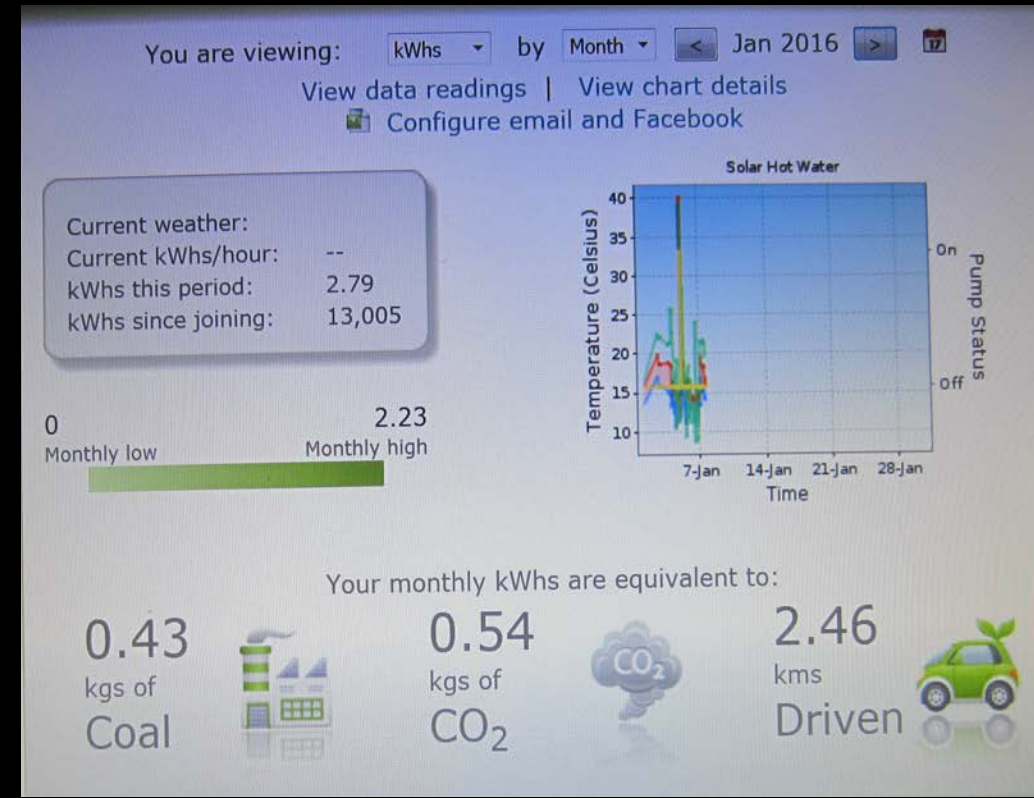 You are viewing: kWhs by Month < Jan 2016 > 17
View data readings | View chart details
Configure email and Facebook
Current weather:
Current kWhs/hour: --
kWhs this period: 2.79
kWhs since joining: 13,005
0 2.23
Monthly low Monthly high
Solar Hot Water
Temperature (Celsius)
40
35
30
25
20
15
10
On
Off
Pump Status
7-Jan 14-Jan 21-Jan 28-Jan
Time
Your monthly kWhs are equivalent to:
0.43
kgs of
Coal
0.54
kgs of
CO2
CO2
2.46
kms
Driven